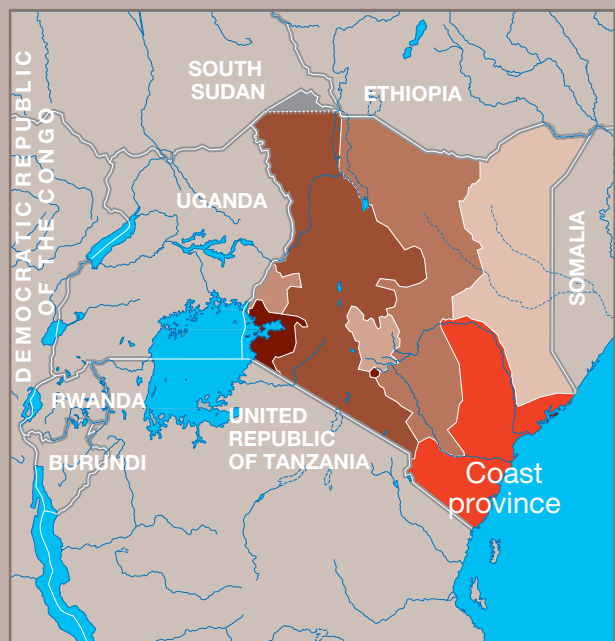 SOUTH
SUDAN
ETHIOPIA
DEMOCRATIC REPUBLIC
OF THE CONGO
UGANDA
SOMALIA
RWANDA
UNITED
REPUBLIC
OF TANZANIA
BURUNDI
Coast
province